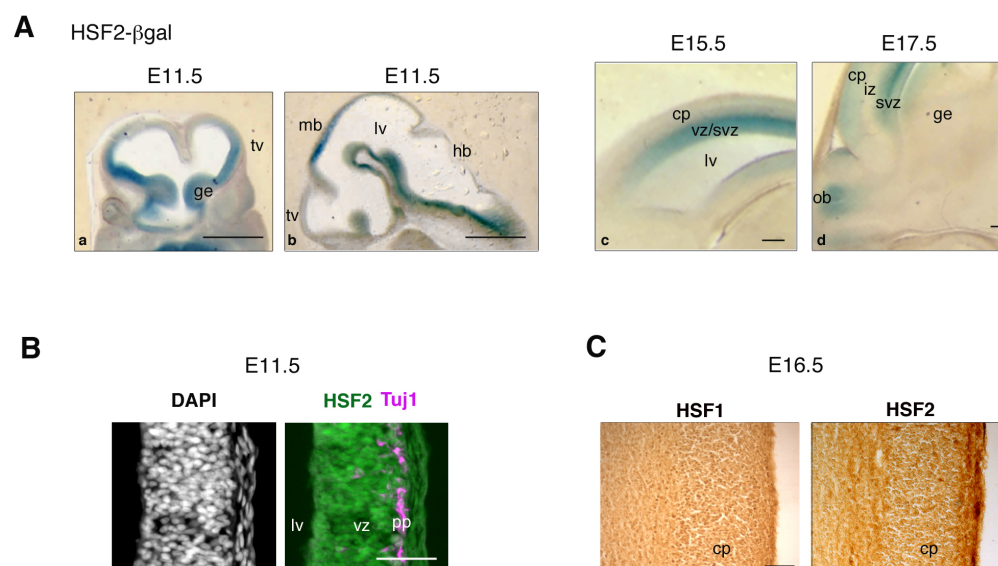 A
HSF2-βgal
E11.5
E11.5
E15.5
E17.5
tv
ge
a
mb
lv
hb
tv
b
cp
vz/svz
lv
c
cp
iz
svz
ge
ob
d
B
E11.5
DAPI
HSF2 Tuj1
lv vz pp
C
E16.5
HSF1
HSF2
cp
cp